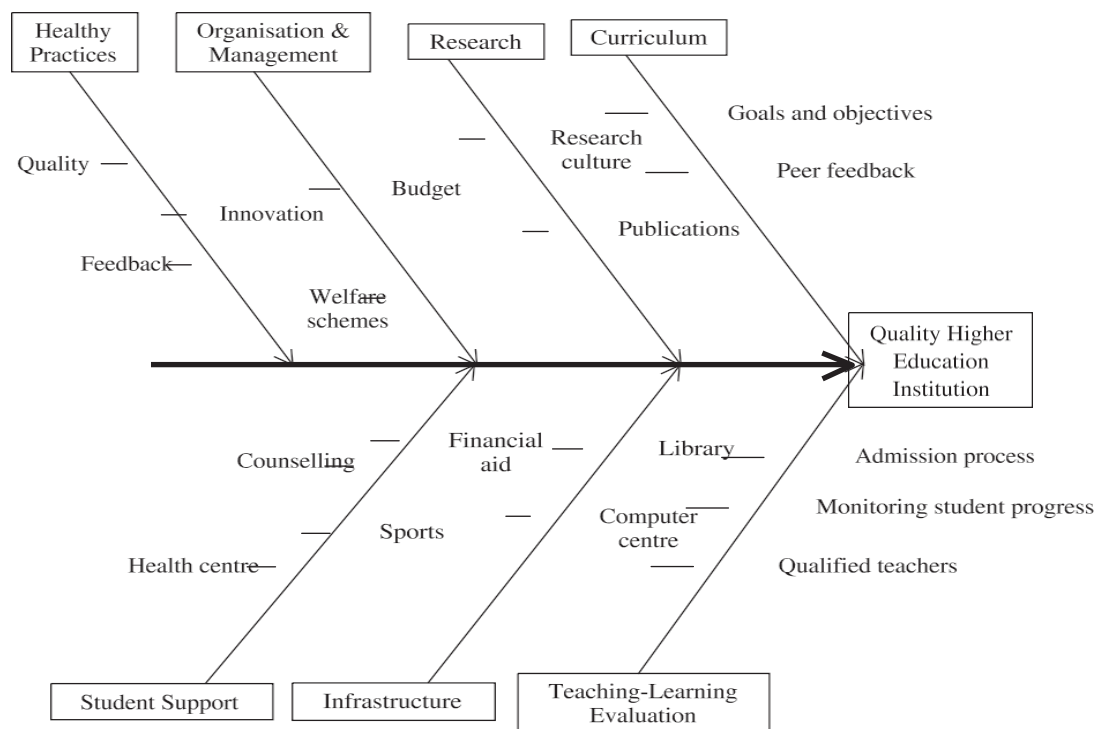 Healthy
Practices
Organisation &
Management
Research
Curriculum
Goals and objectives
Research
culture
Quality
Peer feedback
Budget
Innovation
Publications
Feedback
Welfare
schemes
Quality Higher
Education
Institution
Counselling
Financial
aid
Library
Admission process
Monitoring student progress
Sports
Computer
centre
Health centre
Qualified teachers
Student Support
Infrastructure
Teaching-Learning
Evaluation